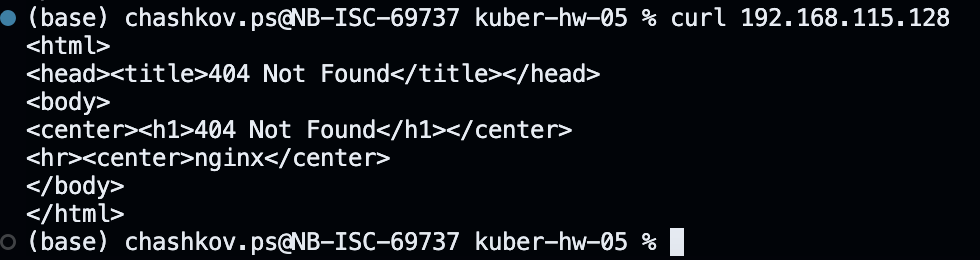 (base) chashkov.ps@NB-ISC-69737 kuber-hw-05 % curl 192.168.115.128
<html>
<head><title>404 Not Found</title></head>
<body>
<center><h1>404 Not Found</h1></center>
<hr><center>nginx</center>
</body>
</html>
(base) chashkov.ps@NB-ISC-69737 kuber-hw-05 %